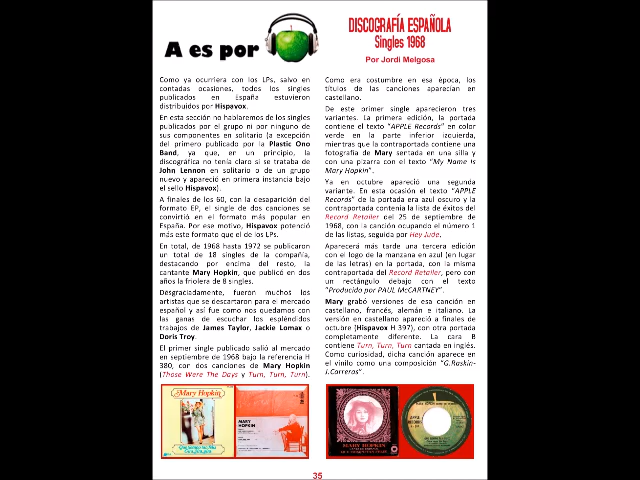 A es por
DISCOGRAFÍA ESPAÑOLA
Singles 1968
Por Jordi Melgosa
Como ya ocurriera con los LPs, salvo en
contadas ocasiones, todos los singles
publicados en España estuvieron
distribuidos por Hispavox.
En esta sección no hablaremos de los singles
publicados por el grupo ni por ninguno de
sus componentes en solitario (a excepción
del primero publicado por la Plastic Ono
Band, ya que, en un principio, la
discográfica no tenía claro si se trataba de
John Lennon en solitario o de un grupo
nuevo y apareció en primera instancia bajo
el sello Hispavox).
A finales de los 60, con la desaparición del
formato EP, el single de dos canciones se
convirtió en el formato más popular en
España. Por ese motivo, Hispavox potenció
más este formato que el de los LPs.
En total, de 1968 hasta 1972 se publicaron
un total de 18 singles de la compañía,
destacando por encima del resto, la
cantante Mary Hopkin, que publicó en dos
años la friolera de 8 singles.
Desgraciadamente, fueron muchos los
artistas que se descartaron para el mercado
español y así fue como nos quedamos con
las ganas de escuchar los espléndidos
trabajos de James Taylor, Jackie Lomax o
Doris Troy.
El primer single publicado salió al mercado
en septiembre de 1968 bajo la referencia H
380, con dos canciones de Mary Hopkin
(Those Were The Days y Turn, Turn, Turn).
Como era costumbre en esa época, los
títulos de las canciones aparecían en
castellano.
De este primer single aparecieron tres
variantes. La primera edición, la portada
contiene el texto "APPLE Records" en color
verde en la parte inferior izquierda,
mientras que la contraportada contiene una
fotografía de Mary sentada en una silla y
con una pizarra con el texto "My Name Is
Mary Hopkin".
Ya en octubre apareció una segunda
variante. En esta ocasión el texto "APPLE
Records" de la portada era azul oscuro y la
contraportada contenía la lista de éxitos del
Record Retailer del 25 de septiembre de
1968, con la canción ocupando el número 1
de las listas, seguida por Hey Jude.
Aparecerá más tarde una tercera edición
con el logo de la manzana en azul (en lugar
de las letras) en la portada, con la misma
contraportada del Record Retailer, pero con
un rectángulo debajo con el texto
"Producido por PAUL McCARTNEY".
Mary grabó versiones de esa canción en
castellano, francés, alemán e italiano. La
versión en castellano apareció a finales de
octubre (Hispavox H 397), con otra portada
completamente diferente. La cara B
contiene Turn, Turn, Turn cantada en inglés.
Como curiosidad, dicha canción aparece en
el vinilo como una composición "G.Raskin-
J.Correras".
Mary Hopkin
MARY
HOPKIN
MARY HOPKIN
35